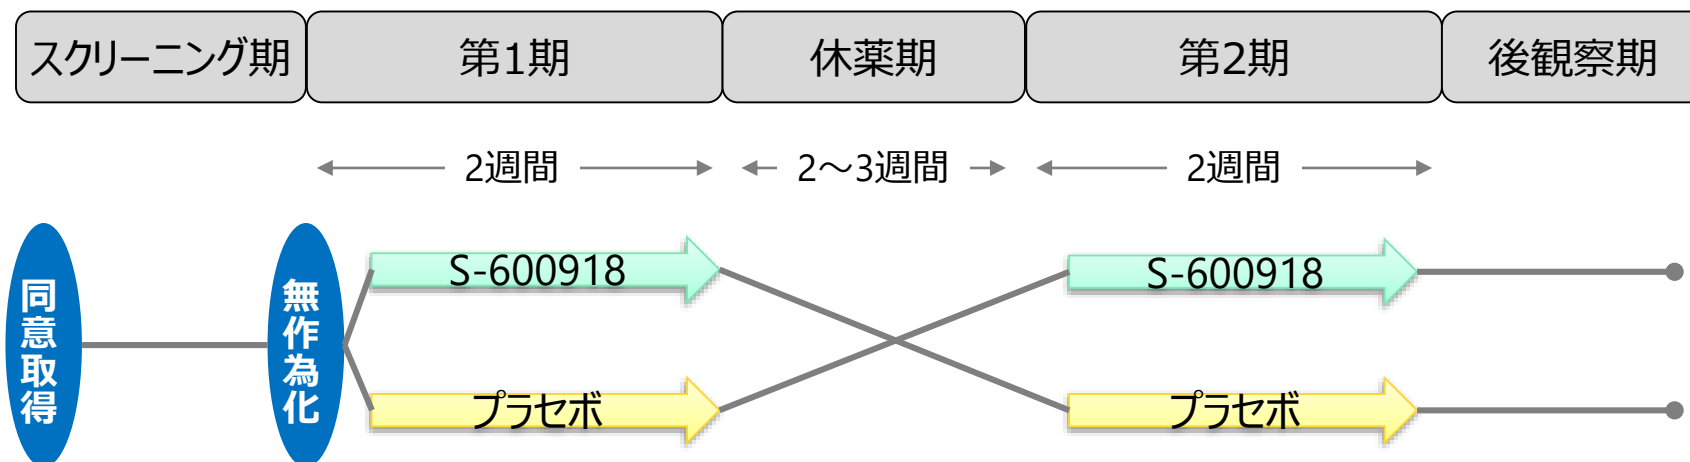 スクリーニング期
第1期
休薬期
第2期
後観察期
2週間
2～3週間
2週間
同意取得
無作為化
S-600918
S-600918
プラセボ
プラセボ